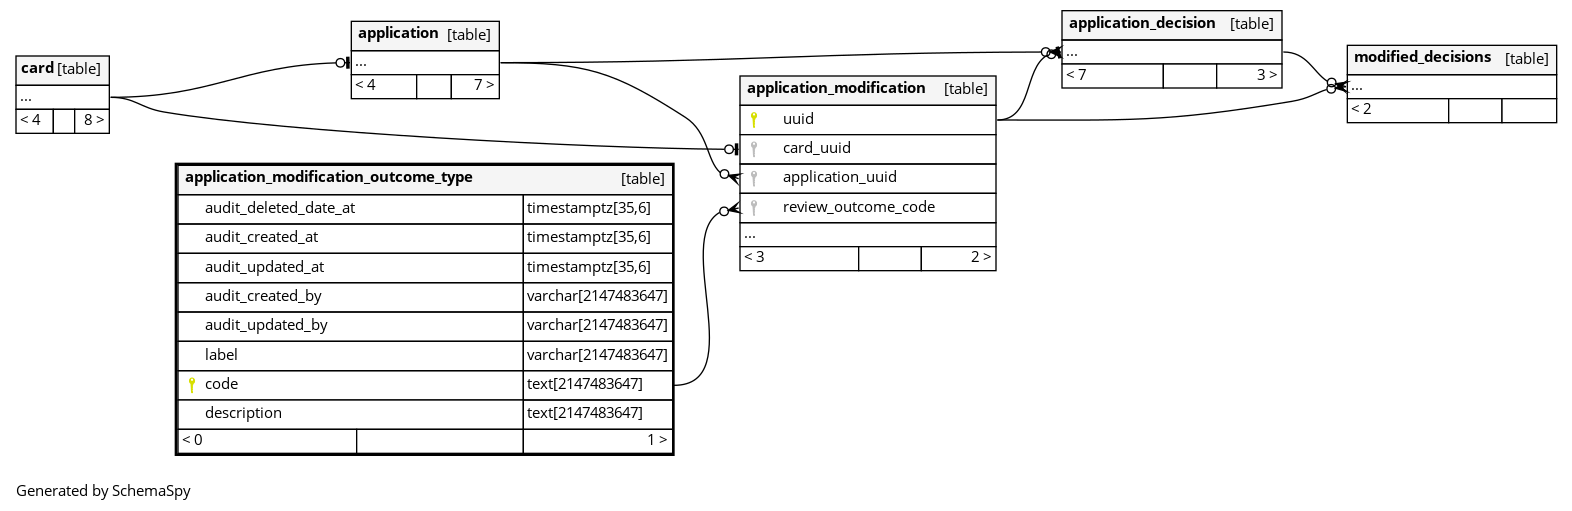 card [table]
...
< 4 8 >
application [table]
...
< 4 7 >
application_decision [table]
...
< 7 3 >
modified_decisions [table]
...
< 2
application_modification [table]
uuid
card_uuid
application_uuid
review_outcome_code
...
< 3 2 >
application_modification_outcome_type [table]
audit_deleted_date_at timestamptz[35,6]
audit_created_at timestamptz[35,6]
audit_updated_at timestamptz[35,6]
audit_created_by varchar[2147483647]
audit_updated_by varchar[2147483647]
label varchar[2147483647]
code text[2147483647]
description text[2147483647]
< 0 1 >
Generated by SchemaSpy